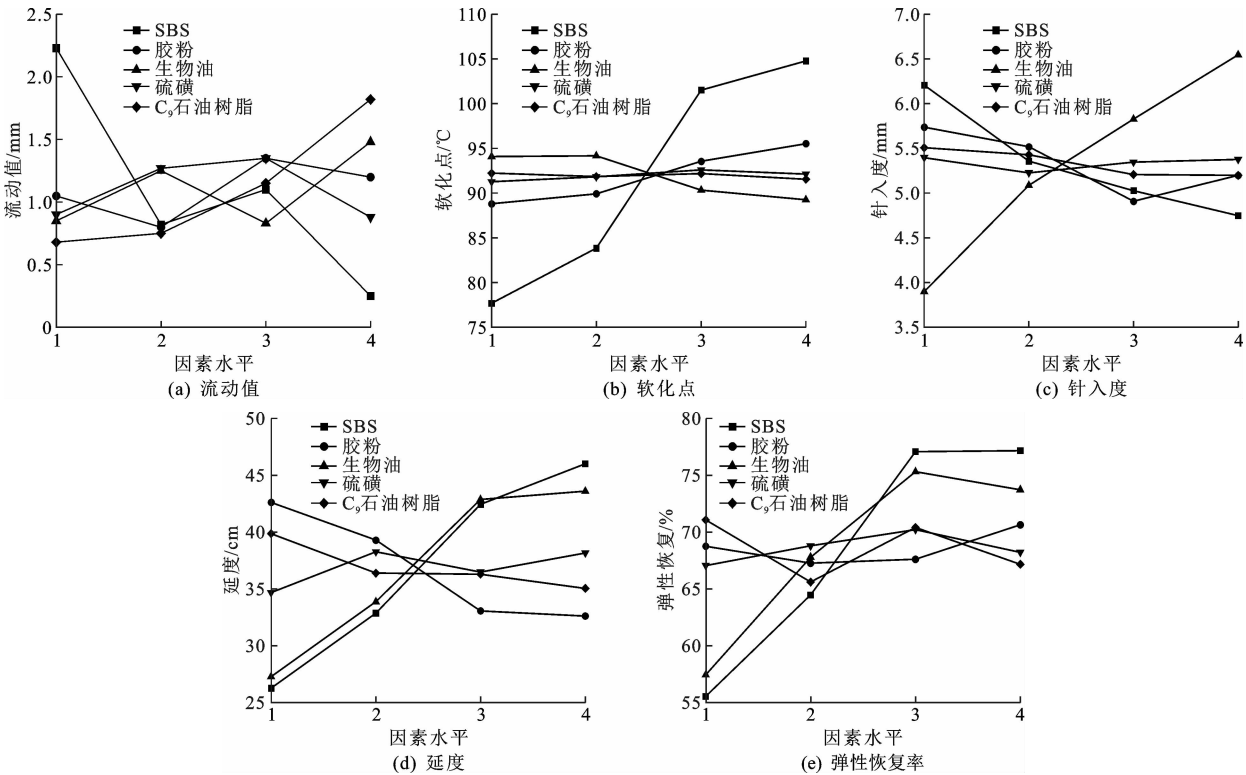 2.5
2.0
1.5
1.0
0.5
0
流动值/mm
SBS
胶粉
生物油
硫磺
C₉石油树脂
1 2 3 4
因素水平
(a) 流动值
110
105
100
95
90
85
80
75
软化点/℃
SBS
胶粉
生物油
硫磺
C₉石油树脂
1 2 3 4
因素水平
(b) 软化点
7.0
6.5
6.0
5.5
5.0
4.5
4.0
3.5
针入度/mm
SBS
胶粉
生物油
硫磺
C₉石油树脂
1 2 3 4
因素水平
(c) 针入度
50
45
40
35
30
25
延度/cm
SBS
胶粉
生物油
硫磺
C₉石油树脂
1 2 3 4
因素水平
(d) 延度
80
75
70
65
60
55
弹性恢复/%
SBS
胶粉
生物油
硫磺
C₉石油树脂
1 2 3 4
因素水平
(e) 弹性恢复率